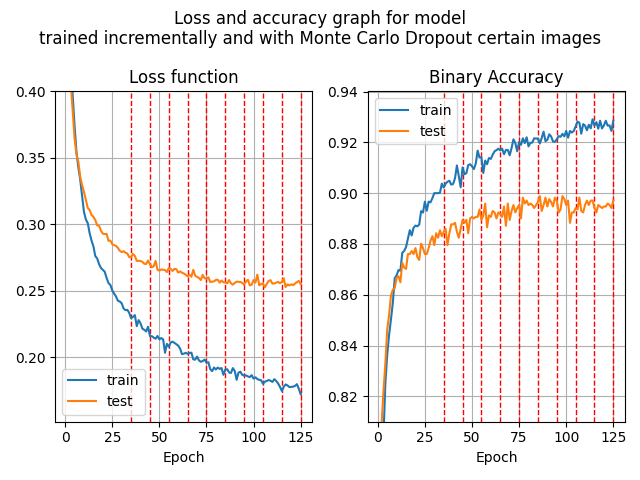 Loss and accuracy graph for model
trained incrementally and with Monte Carlo Dropout certain images
Loss function
0.40
0.35
0.30
0.25
0.20
train
test
0 25 50 75 100 125
Epoch
Binary Accuracy
0.94
0.92
0.90
0.88
0.86
0.84
0.82
train
test
0 25 50 75 100 125
Epoch